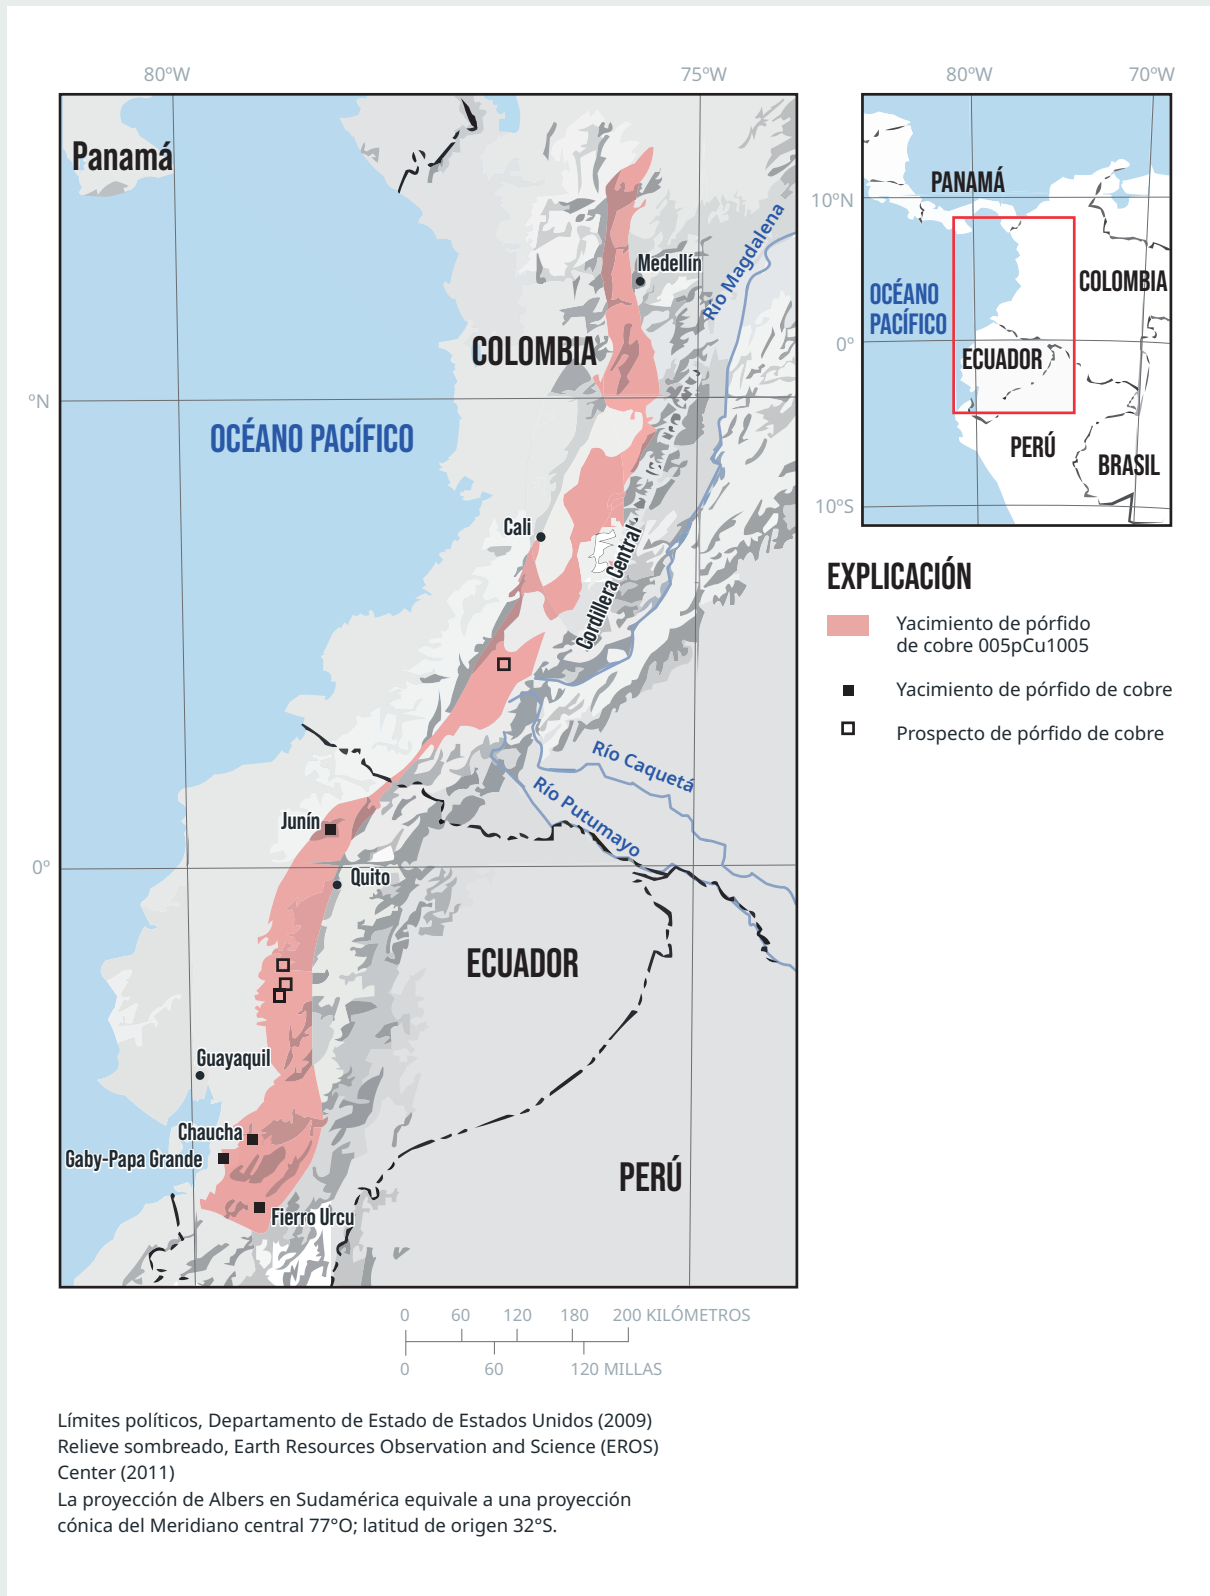 80ºW
75ºW
80ºW
70ºW
Panamá
Medellín
Río Magdalena
COLOMBIA
ºN
OCÉANO PACÍFICO
Cali
Cordillera Central
Río Caquetá
Río Putumayo
Junín
0º
Quito
ECUADOR
Guayaquil
Chaucha
Gaby-Papa Grande
PERÚ
Fierro Urcu
PANAMÁ
10ºN
COLOMBIA
OCÉANO
PACÍFICO
0º
ECUADOR
PERÚ
BRASIL
10ºS
EXPLICACIÓN
Yacimiento de pórfido
de cobre 005pCu1005
Yacimiento de pórfido de cobre
Prospecto de pórfido de cobre
0 60 120 180 200 KILÓMETROS
0 60 120 MILLAS
Límites políticos, Departamento de Estado de Estados Unidos (2009)
Relieve sombreado, Earth Resources Observation and Science (EROS)
Center (2011)
La proyección de Albers en Sudamérica equivale a una proyección
cónica del Meridiano central 77°O; latitud de origen 32°S.